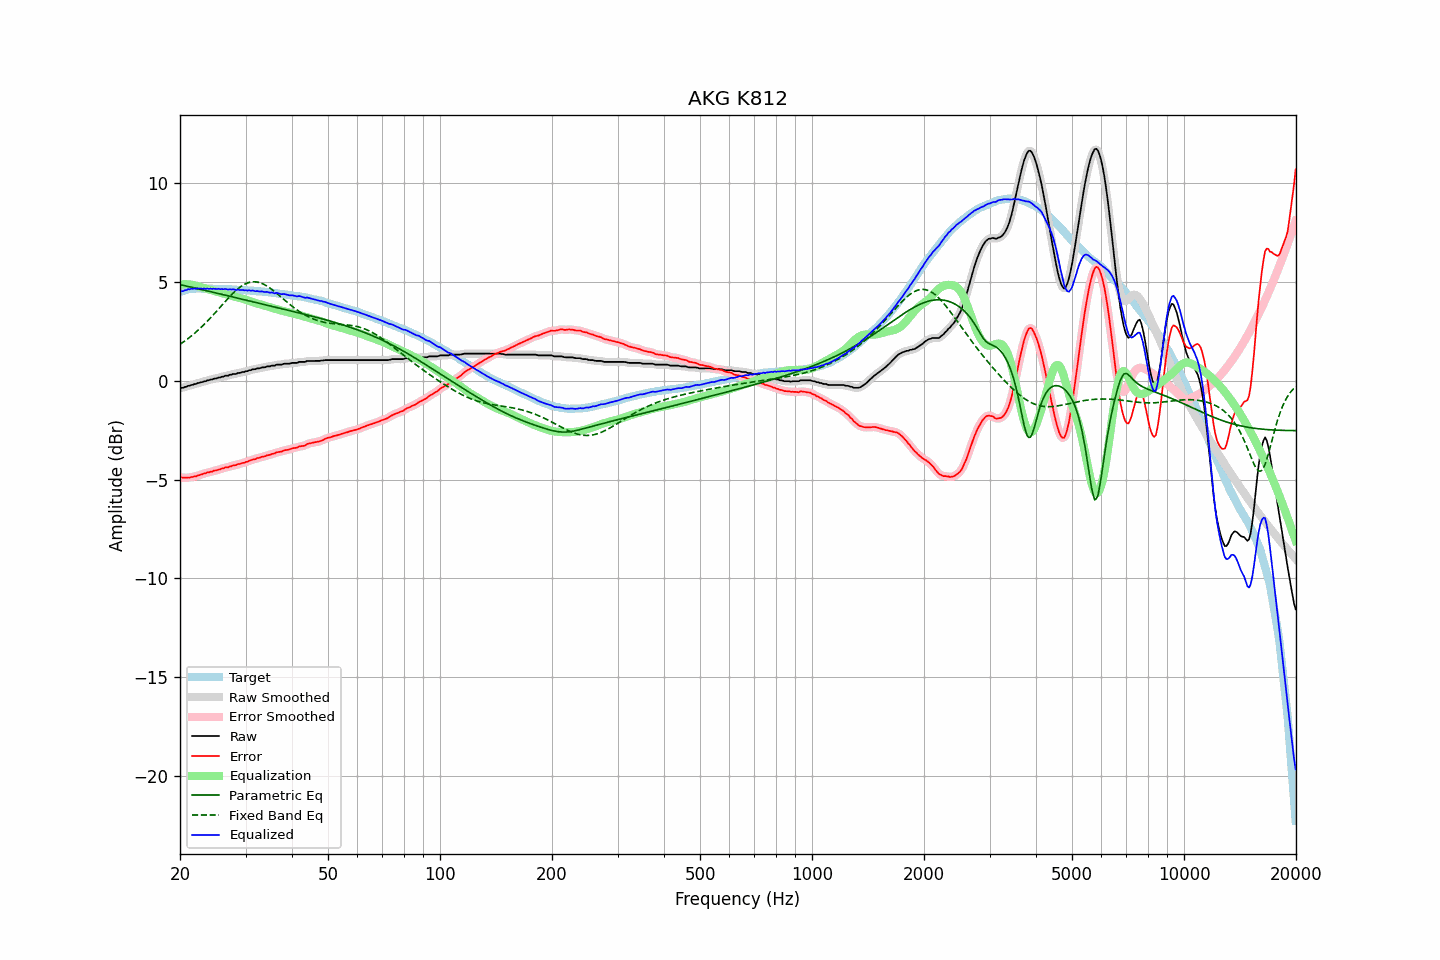 AKG K812
Amplitude (dBr)
10
5
0
−5
−10
−15
−20
Target
Raw Smoothed
Error Smoothed
Raw
Error
Equalization
Parametric Eq
Fixed Band Eq
Equalized
20 50 100 200 500 1000 2000 5000 10000 20000
Frequency (Hz)